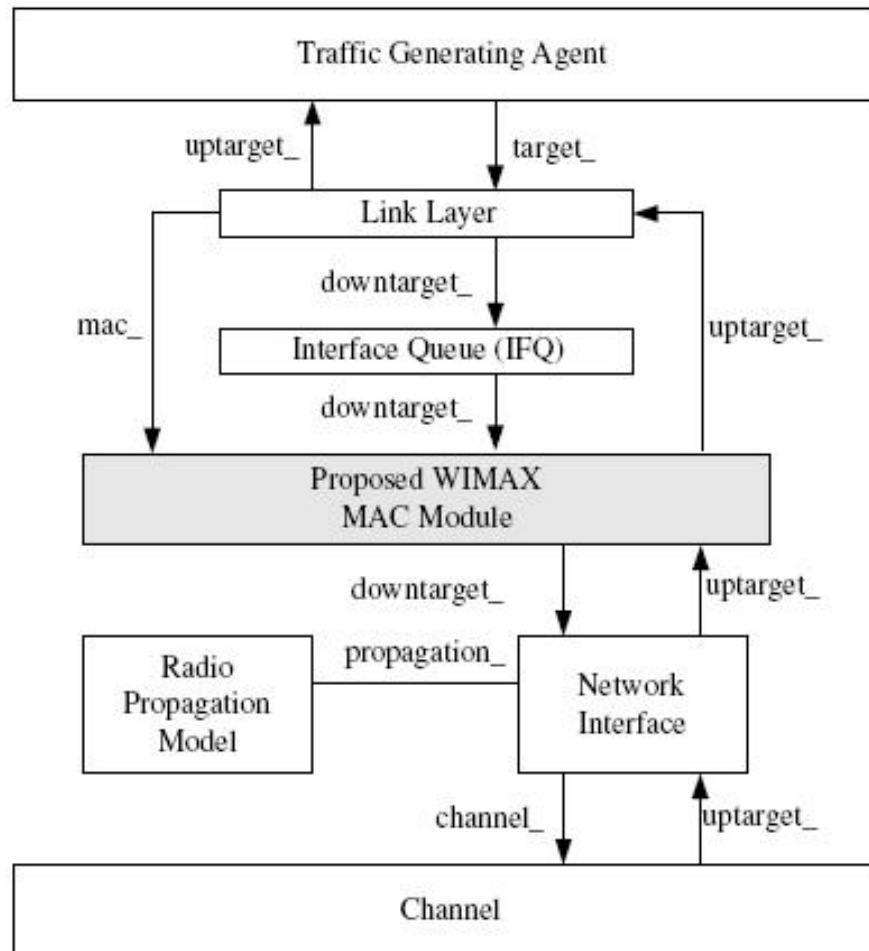 Traffic Generating Agent
uptarget_
target_
Link Layer
downtarget_
mac_
uptarget_
Interface Queue (IFQ)
downtarget_
Proposed WIMAX
MAC Module
downtarget_
uptarget_
Radio
Propagation
Model
propagation_
Network
Interface
channel_
uptarget_
Channel